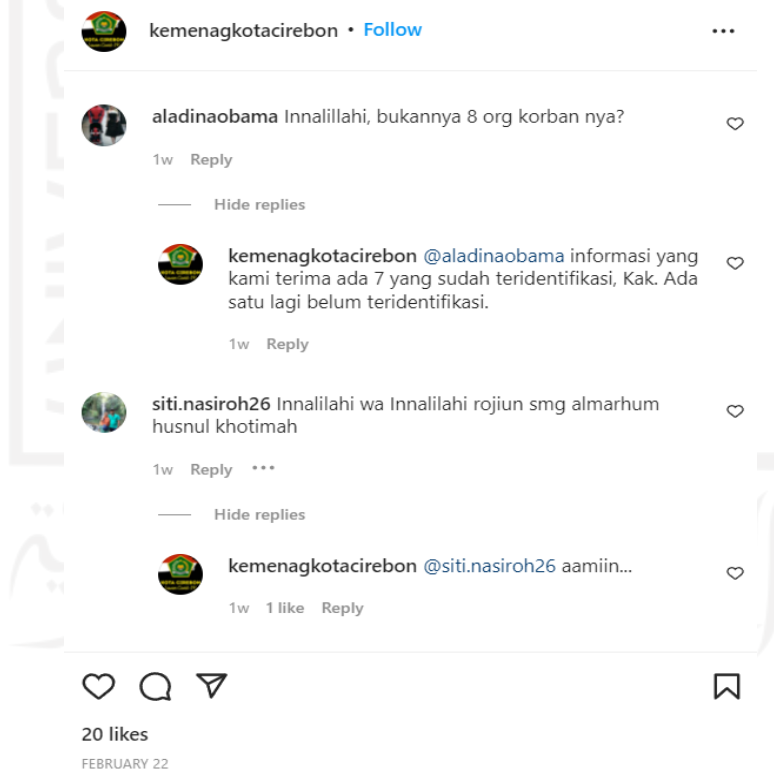 kemenagkotacirebon • Follow
aladinaobama Innalillahi, bukannya 8 org korban nya?
1w Reply
Hide replies
kemenagkotacirebon @aladinaobama informasi yang
kami terima ada 7 yang sudah teridentifikasi, Kak. Ada
satu lagi belum teridentifikasi.
1w Reply
siti.nasiroh26 Innalilahi wa Innalilahi rojiun smg almarhum
husnul khotimah
1w Reply
Hide replies
kemenagkotacirebon @siti.nasiroh26 aamiin...
1w 1 like Reply
20 likes
FEBRUARY 22